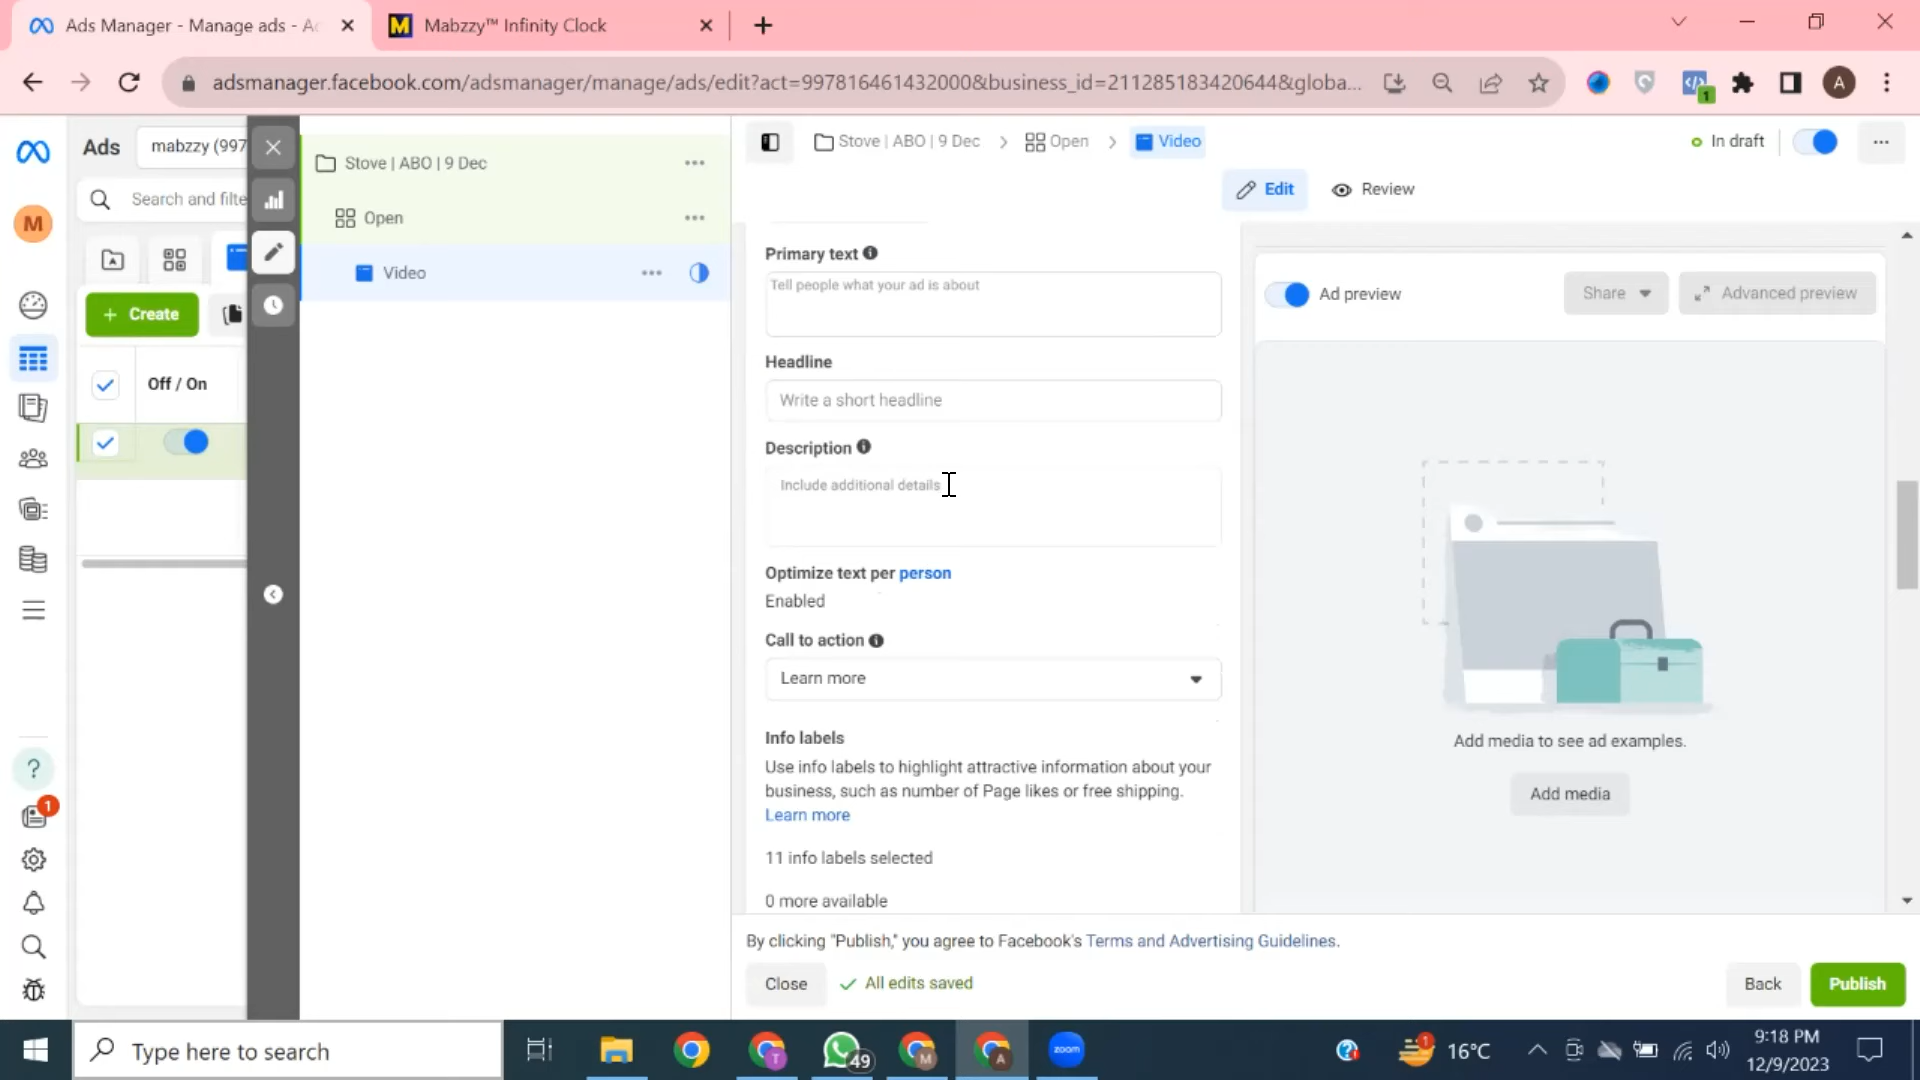 Ads Manager - Manage ads - Ac
Mabzzy™ Infinity Clock
adsmanager.facebook.com/adsmanager/manage/ads/edit?act=997816461432000&business_id=211285183420644&globa...
1
A
Ads
mabzzy (997
Search and filte
M
+ Create
Off / On
?
1
Stove | ABO | 9 Dec
Open
Video
Stove | ABO | 9 Dec > Open > Video
In draft
Edit
Review
Primary text
Tell people what your ad is about
Headline
Write a short headline
Description
Include additional details
Optimize text per person
Enabled
Call to action
Learn more
Info labels
Use info labels to highlight attractive information about your
business, such as number of Page likes or free shipping.
Learn more
11 info labels selected
0 more available
Ad preview
Share
Advanced preview
Add media to see ad examples.
Add media
By clicking "Publish," you agree to Facebook's Terms and Advertising Guidelines.
Close
All edits saved
Back
Publish
Type here to search
T
49
M
A
zoom
1
16°C
9:18 PM
12/9/2023